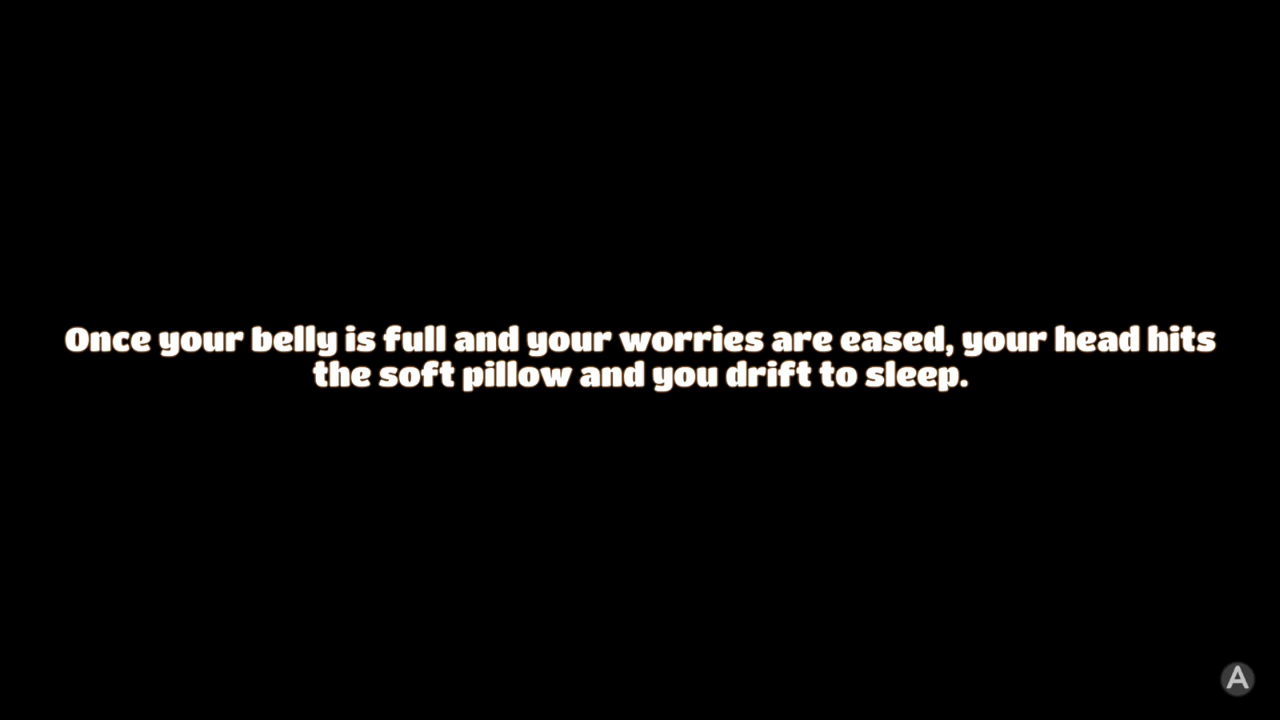 Once your belly is full and your worries are eased, your head hits
the soft pillow and you drift to sleep.
A